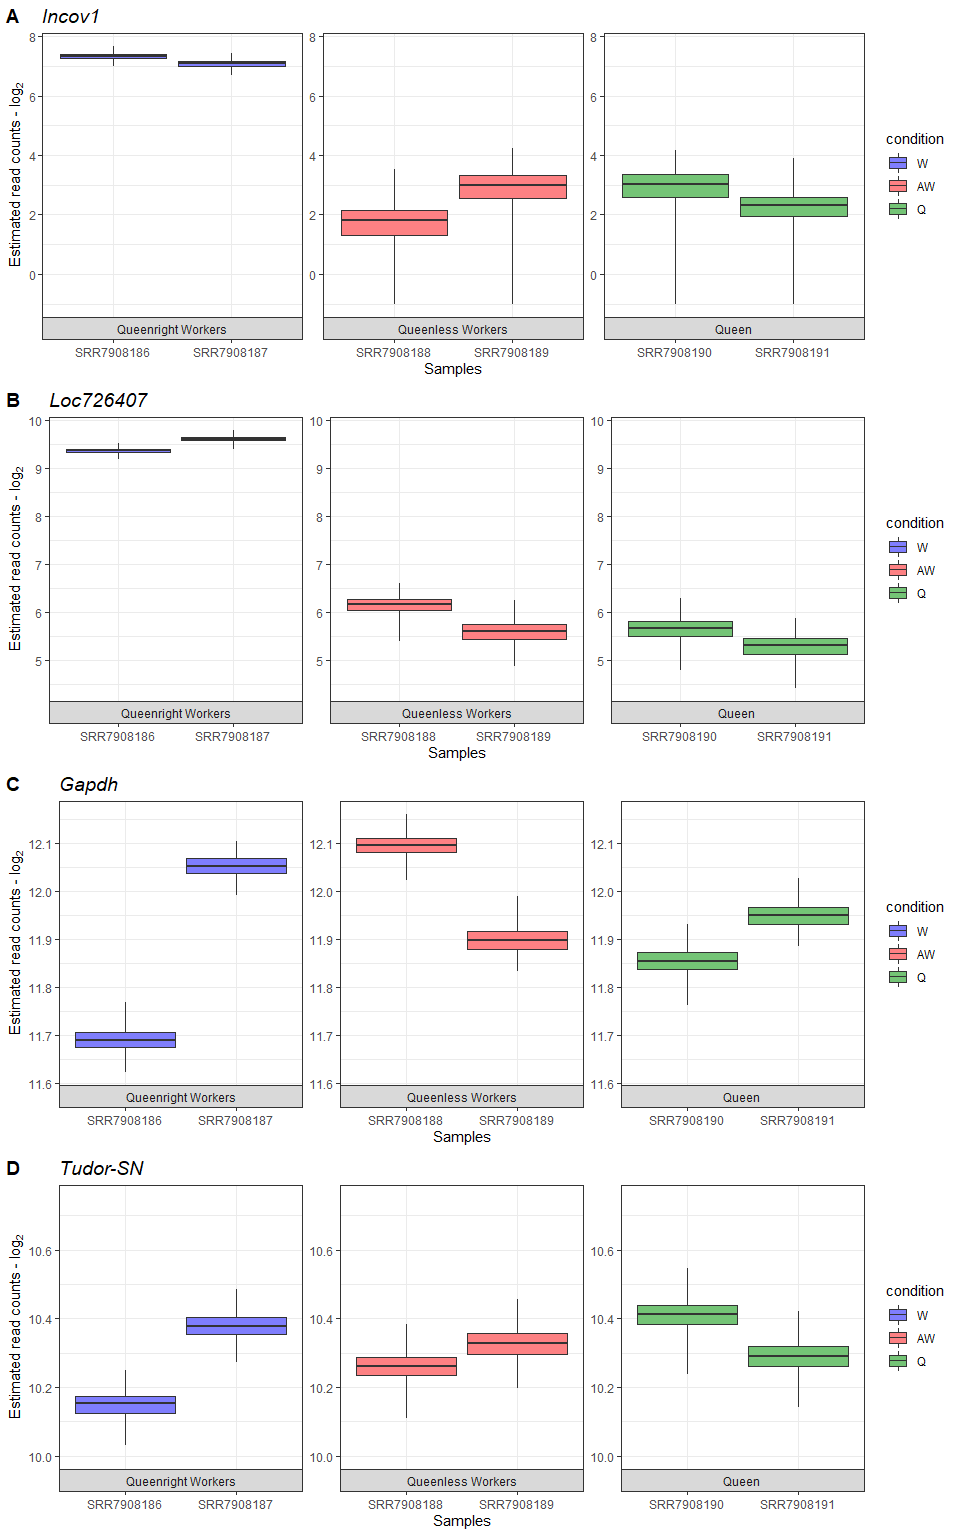 A Incov1
Estimated read counts - log2
8 6 4 2 0
8 6 4 2 0
8 6 4 2 0
Queenright Workers Queenless Workers Queen
SRR7908186 SRR7908187 SRR7908188 SRR7908189 SRR7908190 SRR7908191
Samples
condition
W
AW
Q
B Loc726407
Estimated read counts - log2
10 9 8 7 6 5
10 9 8 7 6 5
10 9 8 7 6 5
Queenright Workers Queenless Workers Queen
SRR7908186 SRR7908187 SRR7908188 SRR7908189 SRR7908190 SRR7908191
Samples
condition
W
AW
Q
C Gapdh
Estimated read counts - log2
12.1 12.0 11.9 11.8 11.7 11.6
12.1 12.0 11.9 11.8 11.7 11.6
12.1 12.0 11.9 11.8 11.7 11.6
Queenright Workers Queenless Workers Queen
SRR7908186 SRR7908187 SRR7908188 SRR7908189 SRR7908190 SRR7908191
Samples
condition
W
AW
Q
D Tudor-SN
Estimated read counts - log2
10.6 10.4 10.2 10.0
10.6 10.4 10.2 10.0
10.6 10.4 10.2 10.0
Queenright Workers Queenless Workers Queen
SRR7908186 SRR7908187 SRR7908188 SRR7908189 SRR7908190 SRR7908191
Samples
condition
W
AW
Q